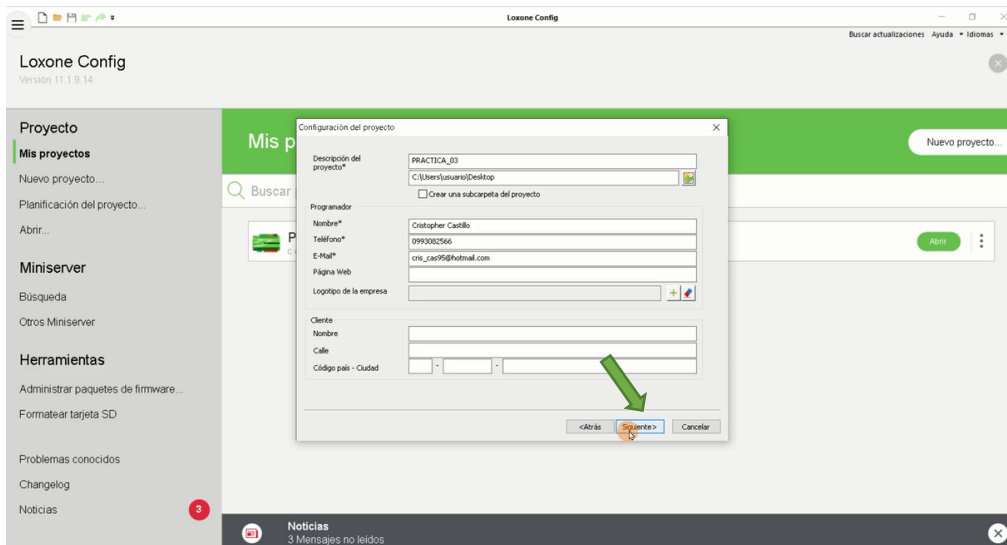 Loxone Config
Buscar actualizaciones Ayuda Idiomas
Loxone Config
Versión 11.1.9.14
Proyecto
Mis proyectos
Nuevo proyecto...
Planificación del proyecto...
Abrir...
Miniserver
Búsqueda
Otros Miniserver
Herramientas
Administrar paquetes de firmware...
Formatear tarjeta SD
Problemas conocidos
Changelog
Noticias 3
Mis p
Nuevo proyecto...
Buscar
P
Abrir
Configuración del proyecto
Descripción del
proyecto*
PRACTICA_03
C:\Users\usuario\Desktop
Crear una subcarpeta del proyecto
Programador
Nombre* Cristopher Castillo
Teléfono* 0993082566
E-Mail* cris_cas95@hotmail.com
Página Web
Logotipo de la empresa
Cliente
Nombre
Calle
Código país - Ciudad - -
<Atrás Siguiente> Cancelar
Noticias
3 Mensajes no leídos